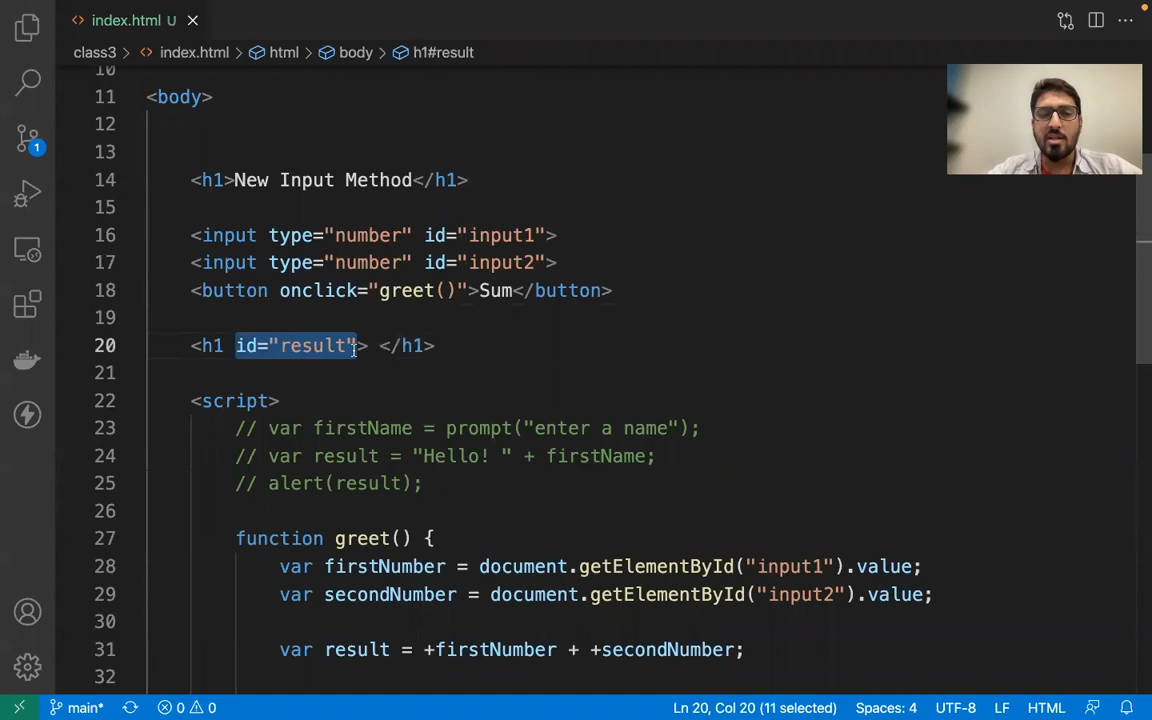 index.html U
class3 > index.html > html > body > h1#result
10
11 <body>
12
13
14 <h1>New Input Method</h1>
15
16 <input type="number" id="input1">
17 <input type="number" id="input2">
18 <button onclick="greet()">Sum</button>
19
20 <h1 id="result"> </h1>
21
22 <script>
23 // var firstName = prompt("enter a name");
24 // var result = "Hello! " + firstName;
25 // alert(result);
26
27 function greet() {
28 var firstNumber = document.getElementById("input1").value;
29 var secondNumber = document.getElementById("input2").value;
30
31 var result = +firstNumber + +secondNumber;
32
1
main* 0 0 Ln 20, Col 20 (11 selected) Spaces: 4 UTF-8 LF HTML